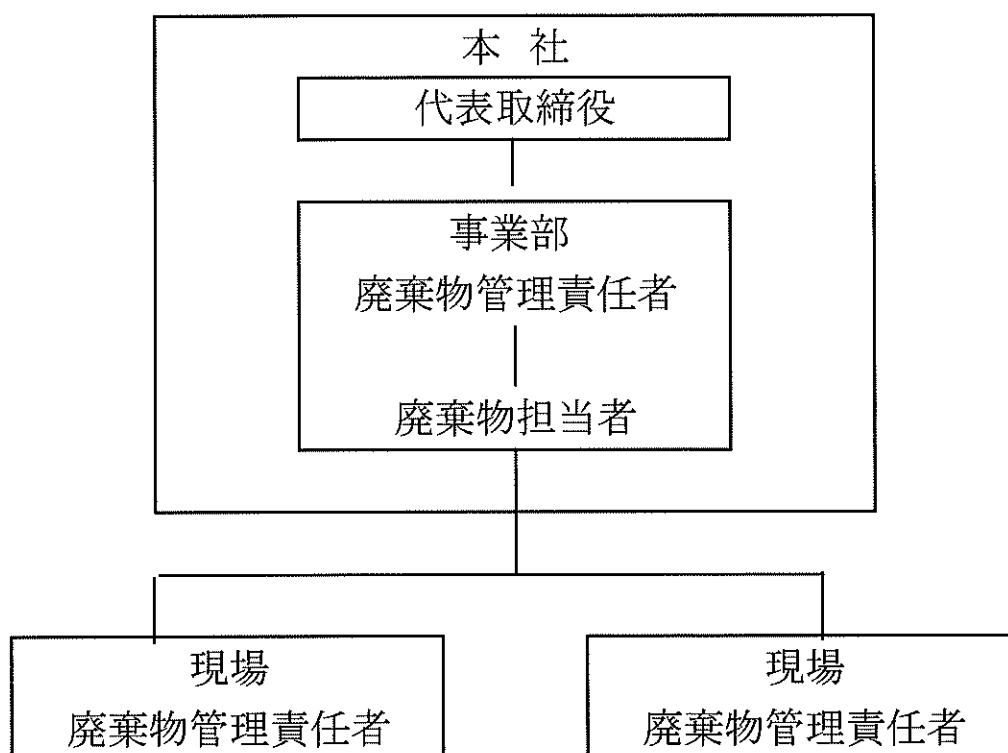 本 社
代表取締役
事業部
廃棄物管理責任者
廃棄物担当者
現場
廃棄物管理責任者
現場
廃棄物管理責任者